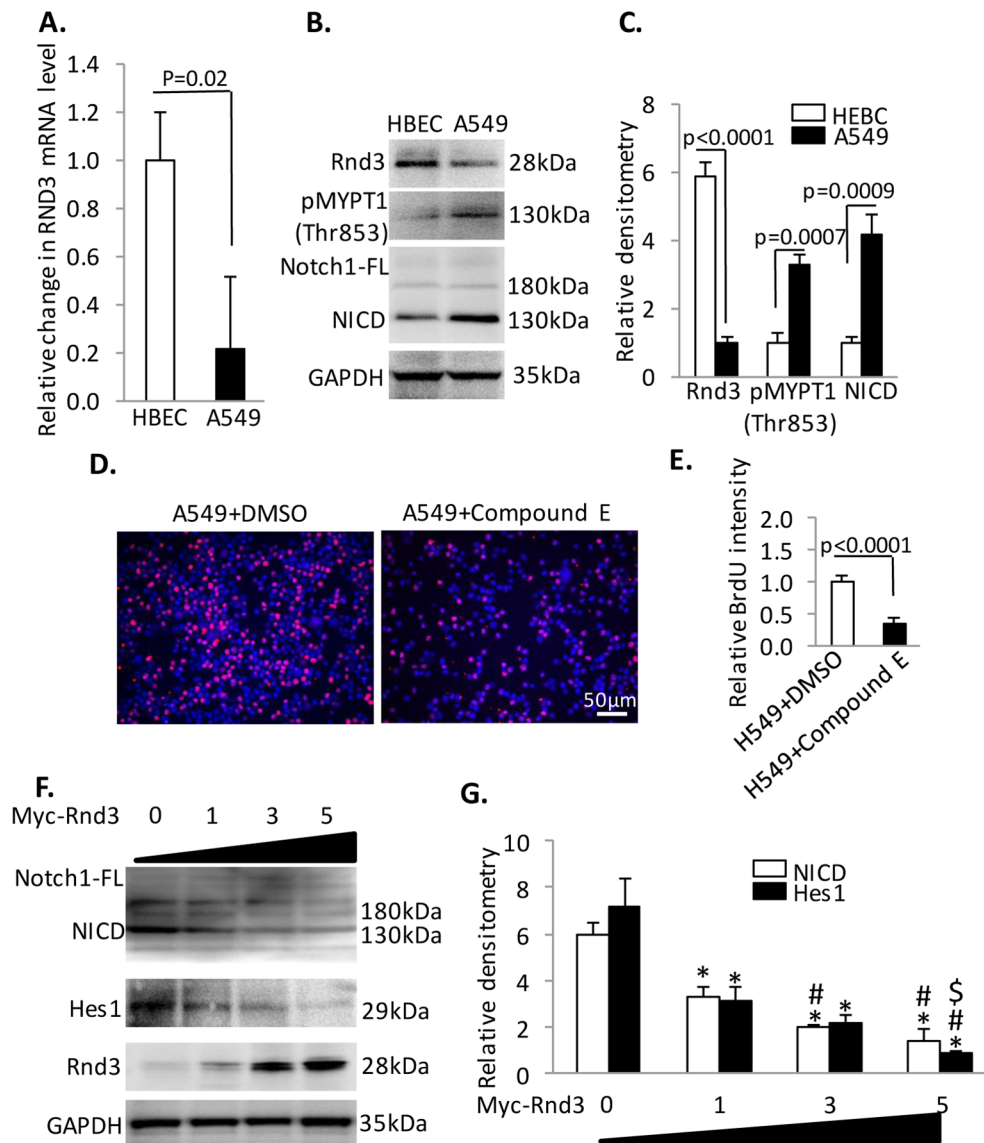 A.
Relative change in RND3 mRNA level
1.4
1.2
1.0
0.8
0.6
0.4
0.2
0.0
P=0.02
HBEC A549
B.
HBEC A549
Rnd3 28kDa
pMYPT1 130kDa
(Thr853)
Notch1-FL
180kDa
NICD 130kDa
GAPDH 35kDa
C.
Relative densitometry
8
6
4
2
0
HEBC
A549
p<0.0001
p=0.0009
p=0.0007
Rnd3 pMYPT1 NICD
(Thr853)
D.
A549+DMSO A549+Compound E
50µm
E.
Relative BrdU intensity
2.0
1.5
1.0
0.5
0.0
p<0.0001
H549+DMSO
H549+Compound E
F.
Myc-Rnd3 0 1 3 5
Notch1-FL
180kDa
NICD 130kDa
Hes1 29kDa
Rnd3 28kDa
GAPDH 35kDa
G.
Relative densitometry
10
8
6
4
2
0
NICD
Hes1
* *
#
* *
# $
* #
*
Myc-Rnd3 0 1 3 5